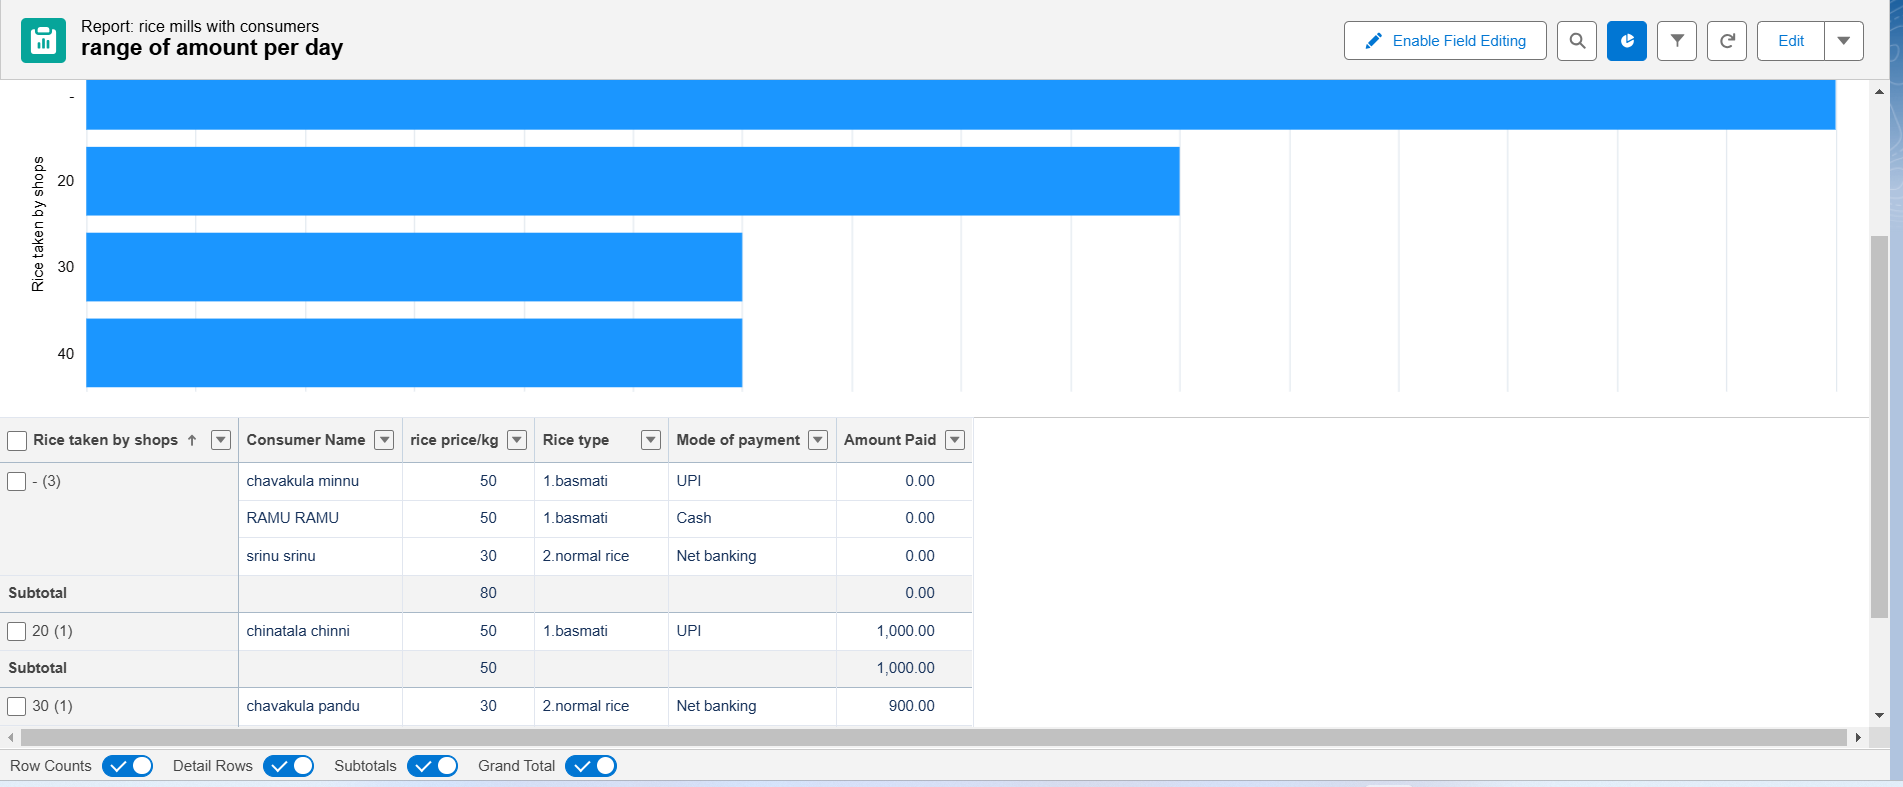 Report: rice mills with consumers
range of amount per day
Enable Field Editing
Edit
Rice taken by shops
-
20
30
40
Rice taken by shops ↑ Consumer Name rice price/kg Rice type Mode of payment Amount Paid
- (3) chavakula minnu 50 1.basmati UPI 0.00
RAMU RAMU 50 1.basmati Cash 0.00
srinu srinu 30 2.normal rice Net banking 0.00
Subtotal 80 0.00
20 (1) chinatala chinni 50 1.basmati UPI 1,000.00
Subtotal 50 1,000.00
30 (1) chavakula pandu 30 2.normal rice Net banking 900.00
Row Counts Detail Rows Subtotals Grand Total